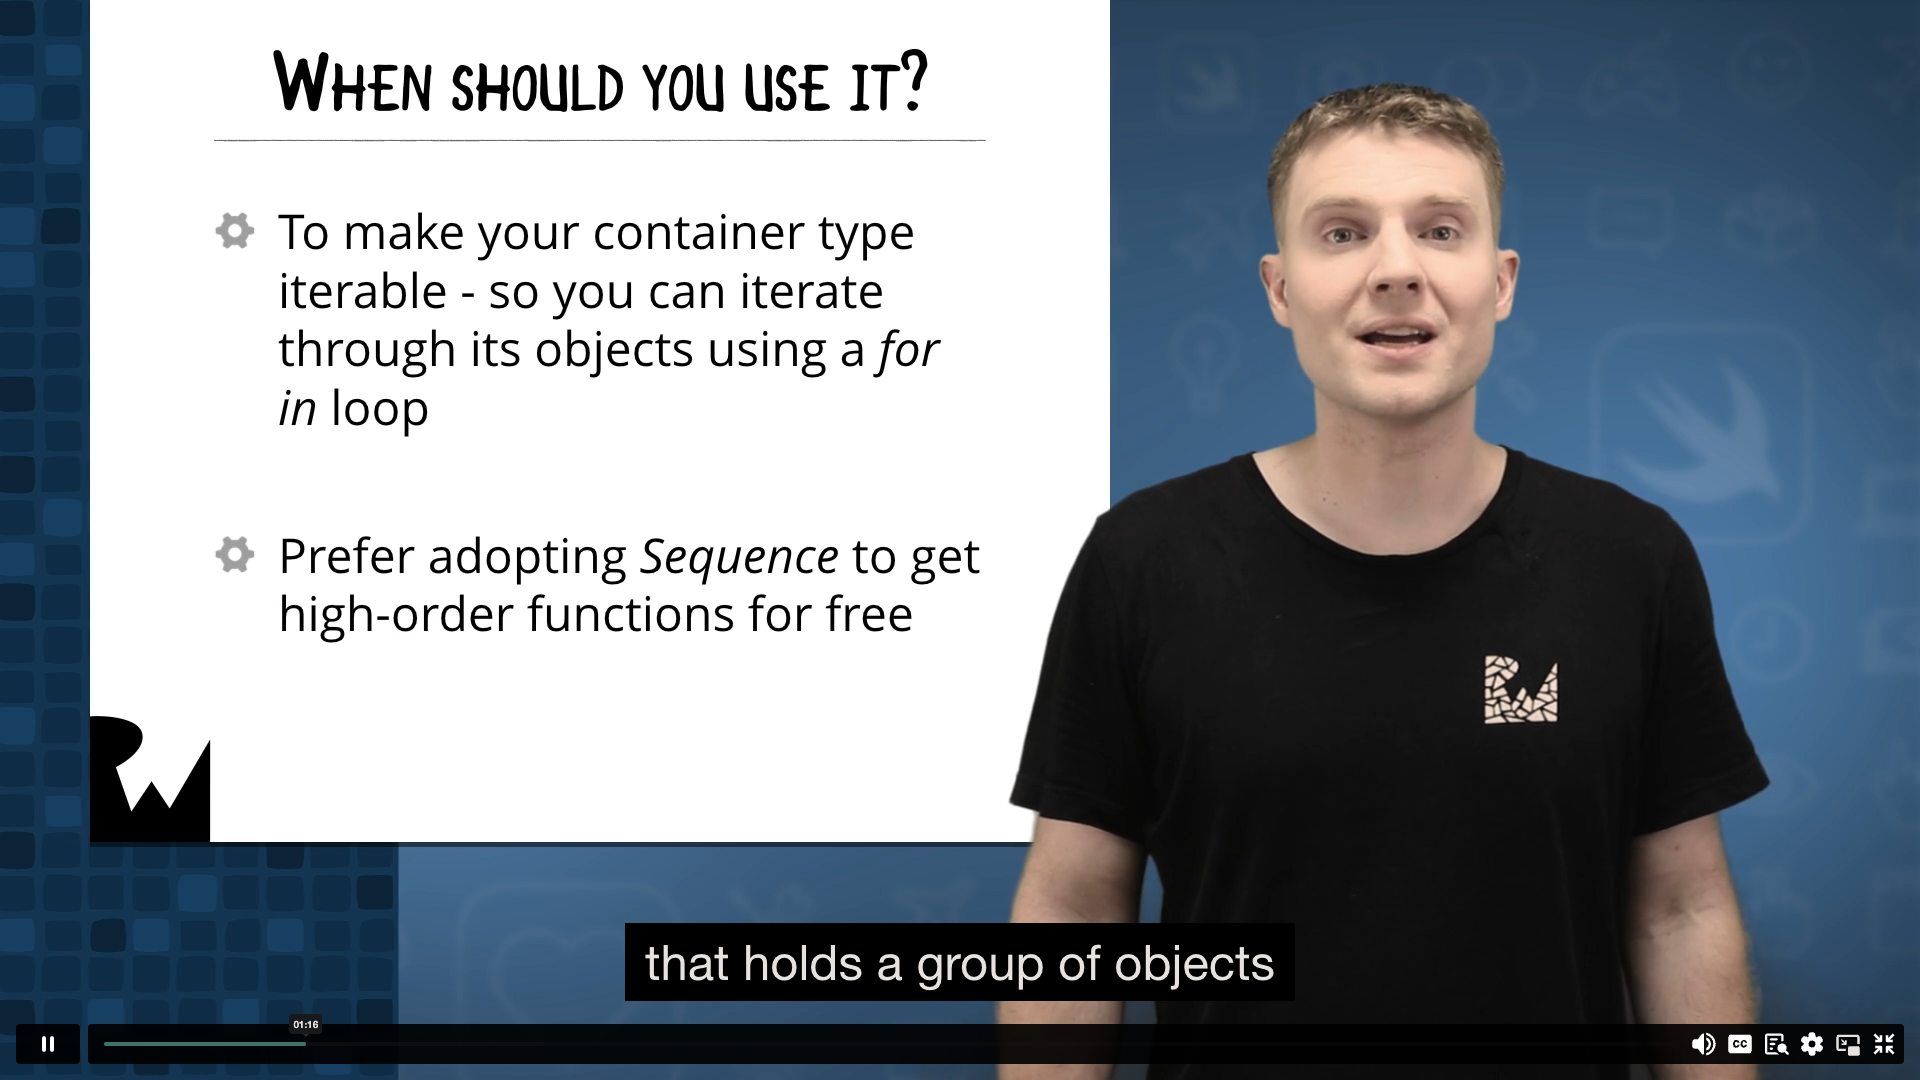 WHEN SHOULD YOU USE IT?
To make your container type
iterable - so you can iterate
through its objects using a for
in loop
Prefer adopting Sequence to get
high-order functions for free
RW
RW
that holds a group of objects
01:16
CC